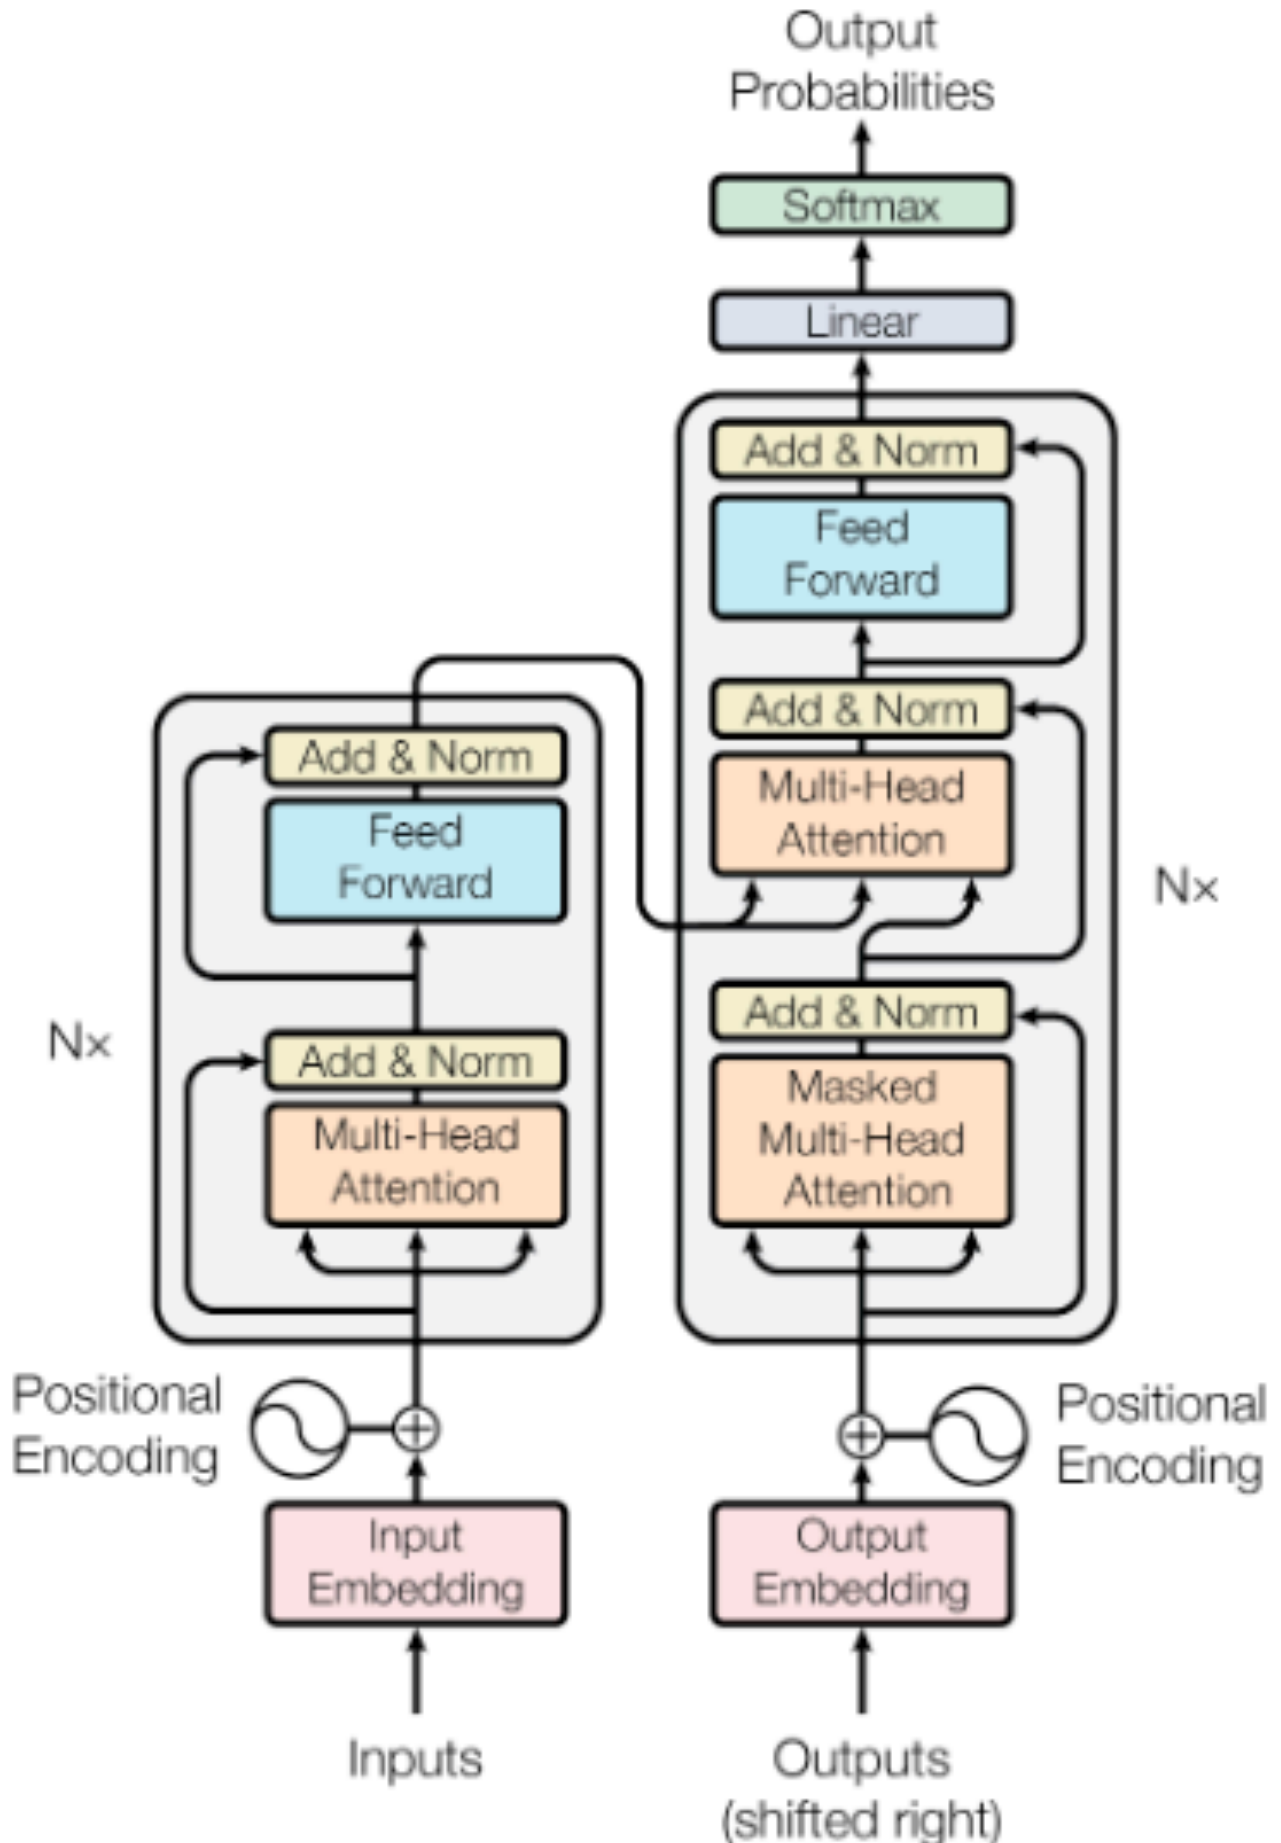 Output
Probabilities
Softmax
Linear
Add & Norm
Feed
Forward
Add & Norm
Multi-Head
Attention
Nx
Add & Norm
Masked
Multi-Head
Attention
Add & Norm
Feed
Forward
Nx
Add & Norm
Multi-Head
Attention
Positional
Encoding
Positional
Encoding
Input
Embedding
Output
Embedding
Inputs
Outputs
(shifted right)